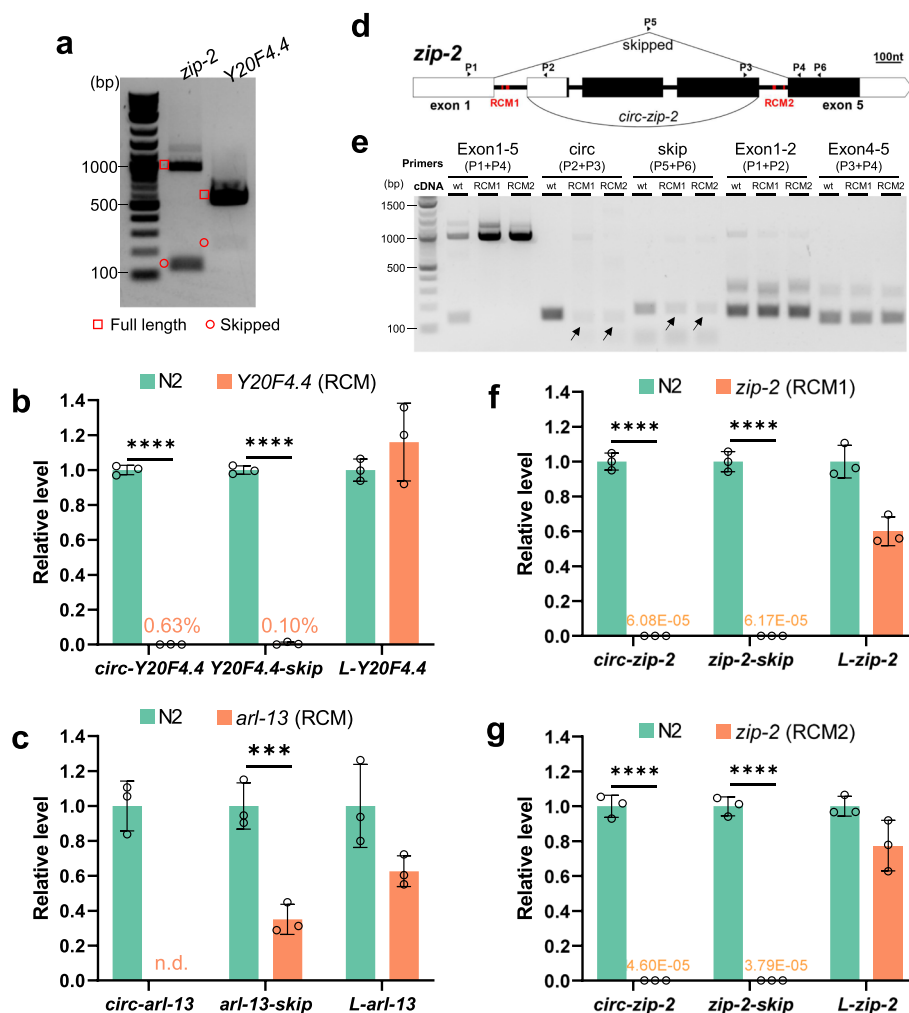 a
zip-2 Y20F4.4
(bp)
1000
500
100
Full length Skipped
d
zip-2
P5
skipped
100nt
P1 P2 P3 P4 P6
exon 1 RCM1 circ-zip-2 RCM2 exon 5
e
Exon1-5 circ skip Exon1-2 Exon4-5
Primers (P1+P4) (P2+P3) (P5+P6) (P1+P2) (P3+P4)
cDNA wt RCM1 RCM2 wt RCM1 RCM2 wt RCM1 RCM2 wt RCM1 RCM2 wt RCM1 RCM2
(bp)
1500
1000
500
100
b
N2 Y20F4.4 (RCM)
Relative level
1.4
1.2
1.0
0.8
0.6
0.4
0.2
0.0
**** ****
0.63% 0.10%
circ-Y20F4.4 Y20F4.4-skip L-Y20F4.4
f
N2 zip-2 (RCM1)
Relative level
1.4
1.2
1.0
0.8
0.6
0.4
0.2
0.0
**** ****
6.08E-05 6.17E-05
circ-zip-2 zip-2-skip L-zip-2
c
N2 arl-13 (RCM)
Relative level
1.4
1.2
1.0
0.8
0.6
0.4
0.2
0.0
***
n.d.
circ-arl-13 arl-13-skip L-arl-13
g
N2 zip-2 (RCM2)
Relative level
1.4
1.2
1.0
0.8
0.6
0.4
0.2
0.0
**** ****
4.60E-05 3.79E-05
circ-zip-2 zip-2-skip L-zip-2